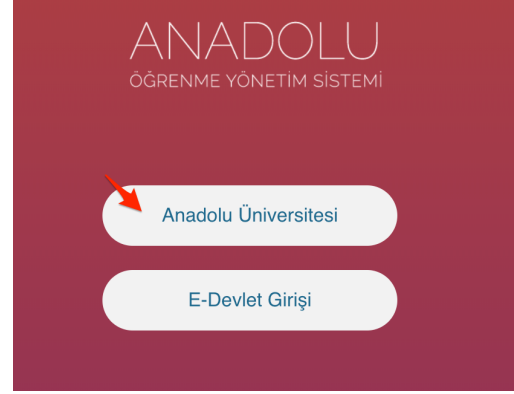 ANADOLU
ÖĞRENME YÖNETİM SİSTEMİ
Anadolu Üniversitesi
E-Devlet Girişi